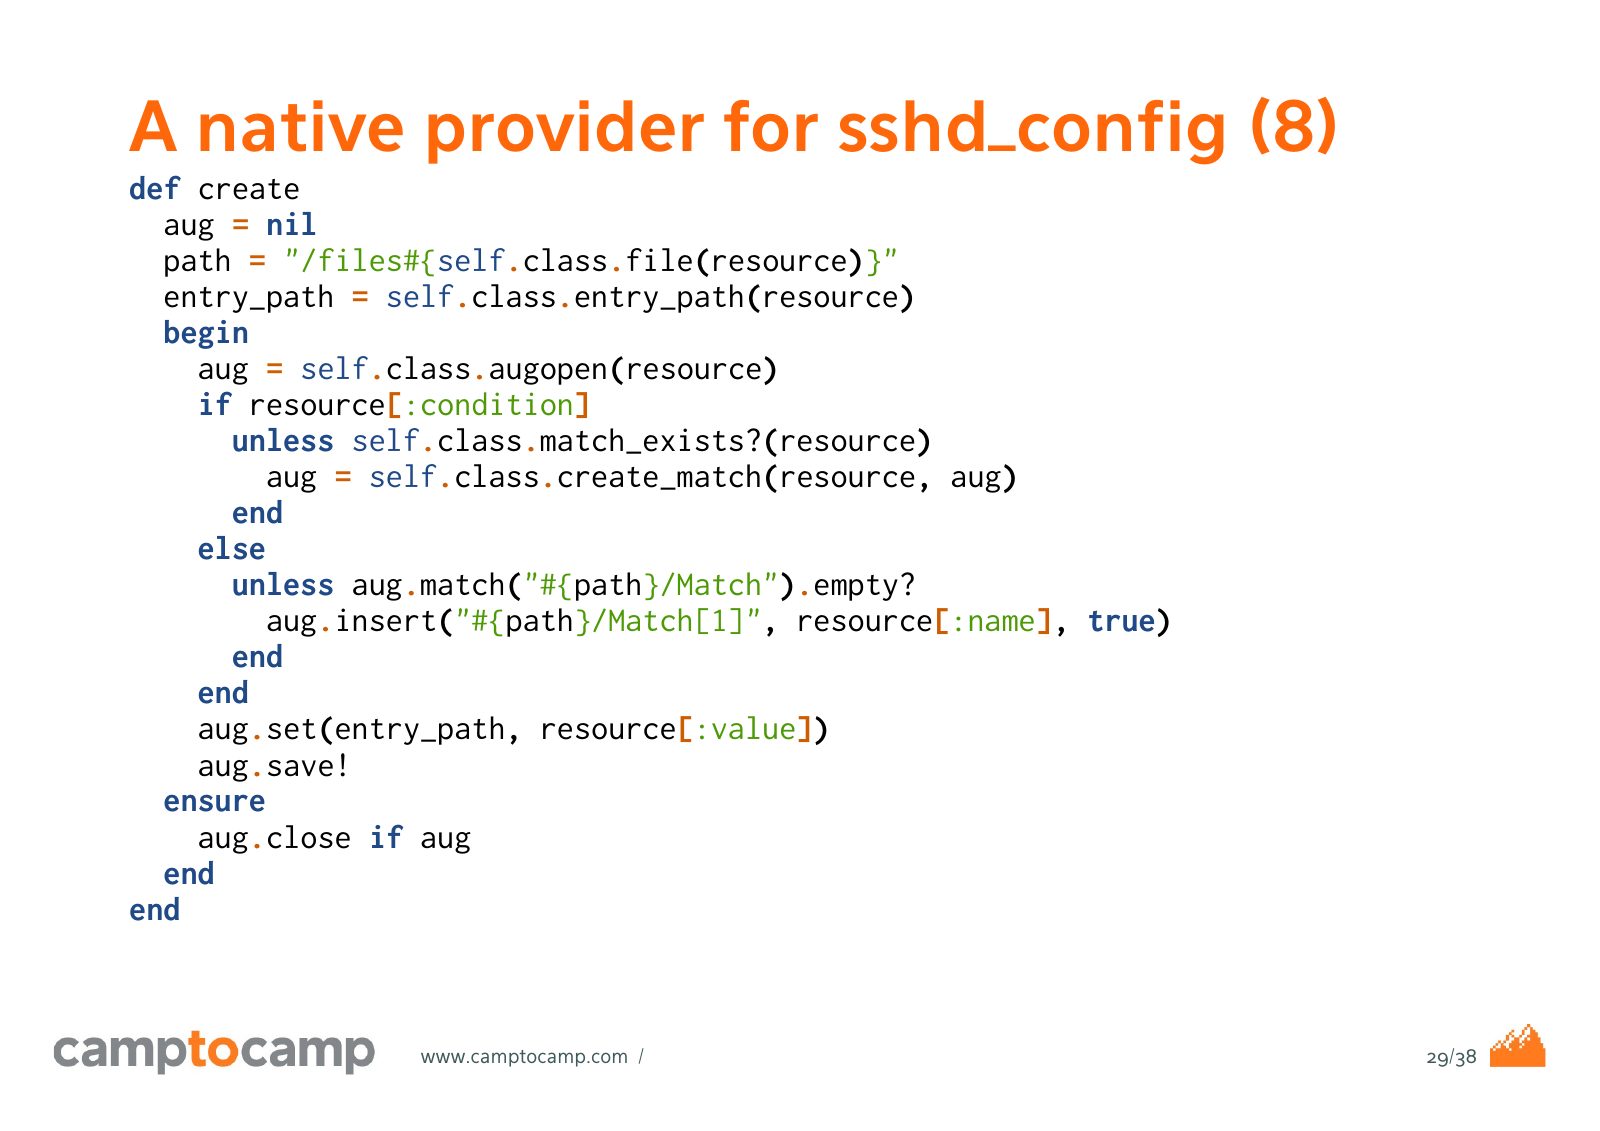 A native provider for sshd_config (8)
def create
  aug = nil
  path = "/files#{self.class.file(resource)}"
  entry_path = self.class.entry_path(resource)
  begin
    aug = self.class.augopen(resource)
    if resource[:condition]
      unless self.class.match_exists?(resource)
        aug = self.class.create_match(resource, aug)
      end
    else
      unless aug.match("#{path}/Match").empty?
        aug.insert("#{path}/Match[1]", resource[:name], true)
      end
    end
    aug.set(entry_path, resource[:value])
    aug.save!
  ensure
    aug.close if aug
  end
end
camptocamp www.camptocamp.com / 29/38